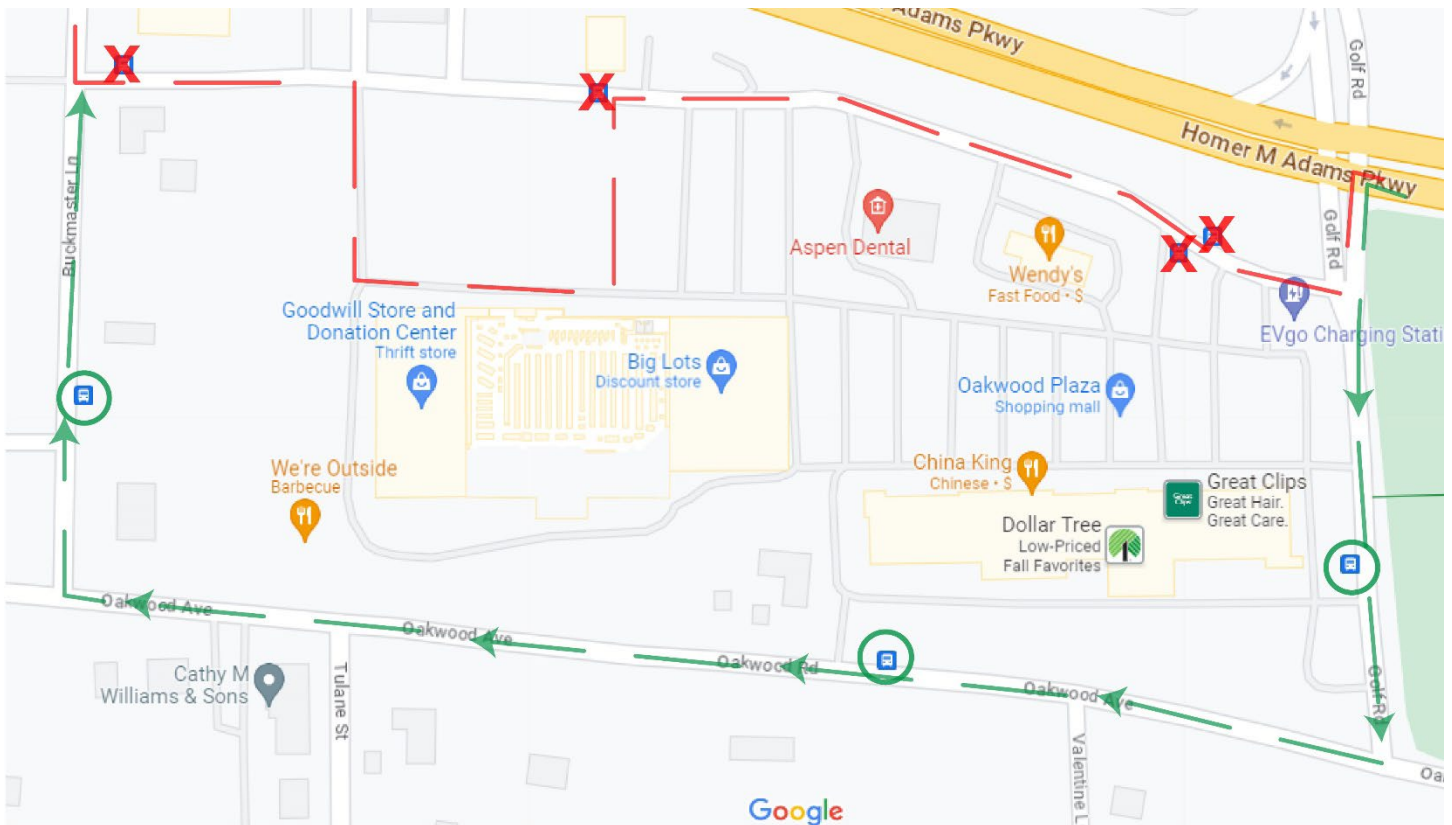 Adams Pkwy
Golf Rd
Homer M Adams Pkwy
Golf Rd
Buckmaster Ln
Aspen Dental
Wendy's
Fast Food • $
EVgo Charging Stati
Goodwill Store and
Donation Center
Thrift store
Big Lots
Discount store
Oakwood Plaza
Shopping mall
China King
Chinese • $
Great Clips
Great Hair.
Great Care.
We're Outside
Barbecue
Dollar Tree
Low-Priced
Fall Favorites
Oakwood Ave
Oakwood Ave
Oakwood Rd
Oakwood Ave
Golf Rd
Cathy M
Williams & Sons
Tulane St
Valentine L
Oa
Google